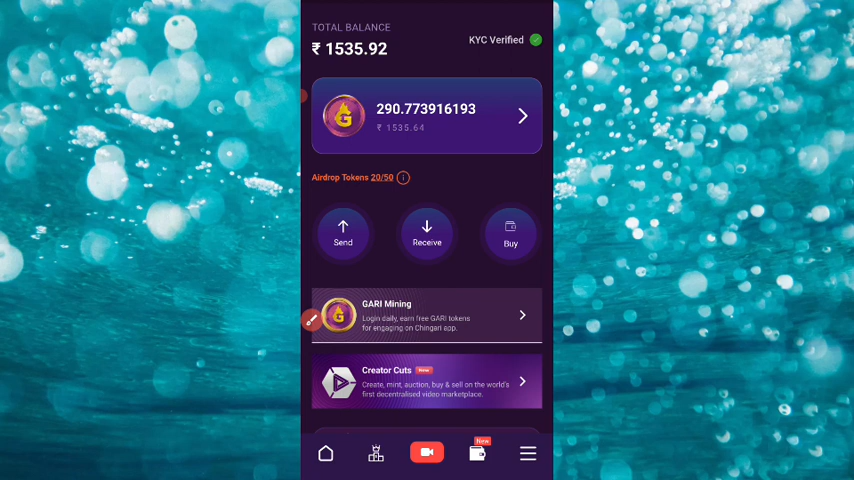 TOTAL BALANCE
₹ 1535.92
KYC Verified
G
290.773916193
₹ 1535.64
Airdrop Tokens 20/50
Send
Receive
Buy
G
GARI Mining
Login daily, earn free GARI tokens
for engaging on Chingari app.
Creator Cuts New
Create, mint, auction, buy & sell on the world's
first decentralised video marketplace.
New